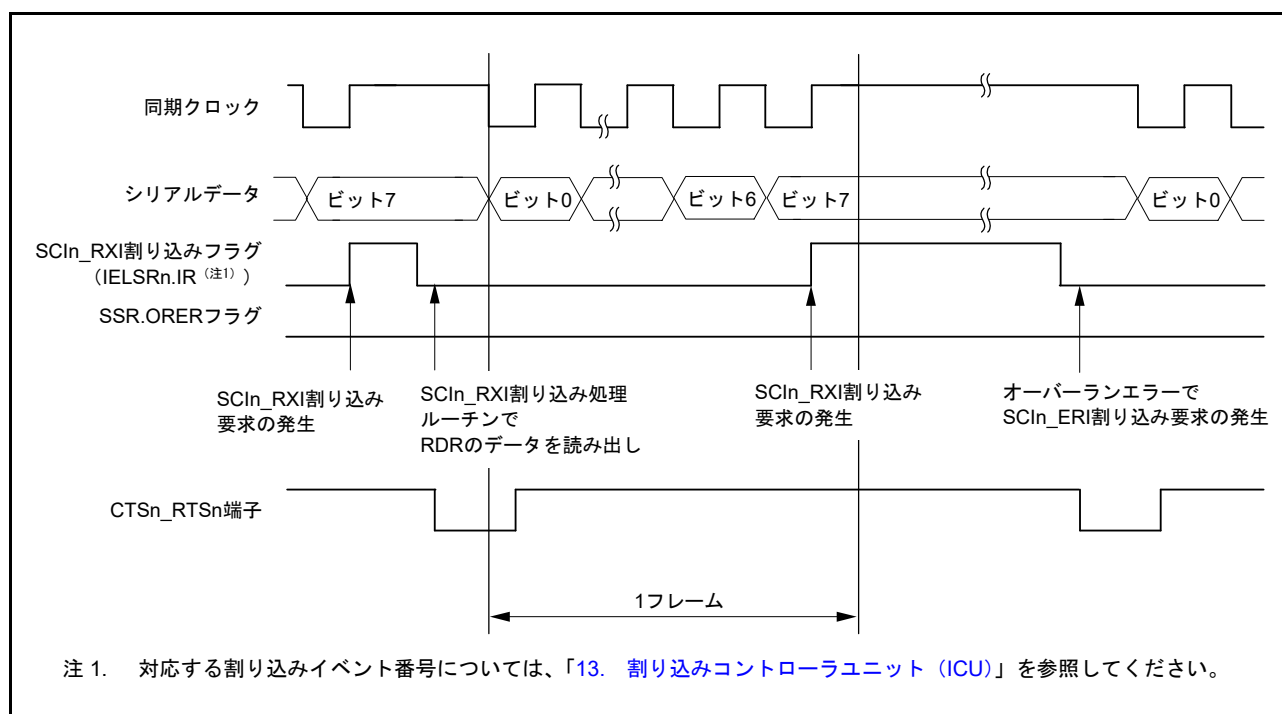 同期クロック
シリアルデータ
ビット7
ビット0
ビット6
ビット7
ビット0
SCIn_RXI割り込みフラグ
(IELSRn.IR (注1) )
SSR.ORERフラグ
SCIn_RXI割り込み
要求の発生
SCIn_RXI割り込み処理
ルーチンで
RDRのデータを読み出し
SCIn_RXI割り込み
要求の発生
オーバーランエラーで
SCIn_ERI割り込み要求の発生
CTSn_RTSn端子
1フレーム
注 1. 対応する割り込みイベント番号については、「13. 割り込みコントローラユニット（ICU）」を参照してください。